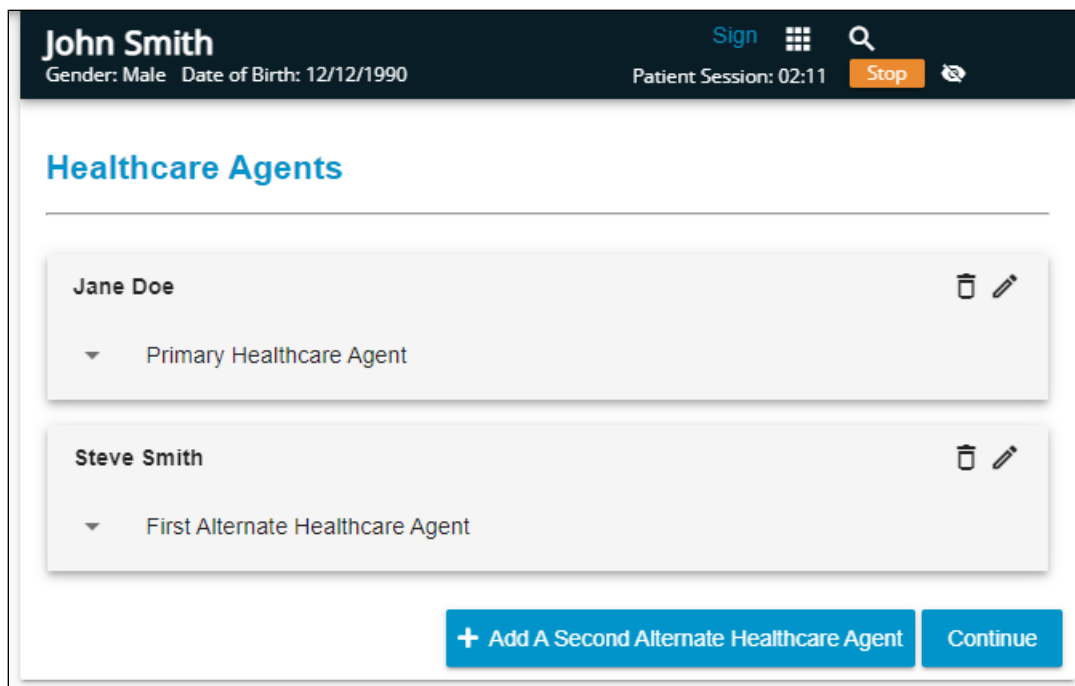 John Smith
Sign
Gender: Male Date of Birth: 12/12/1990
Patient Session: 02:11 Stop
Healthcare Agents
Jane Doe
Primary Healthcare Agent
Steve Smith
First Alternate Healthcare Agent
+ Add A Second Alternate Healthcare Agent
Continue